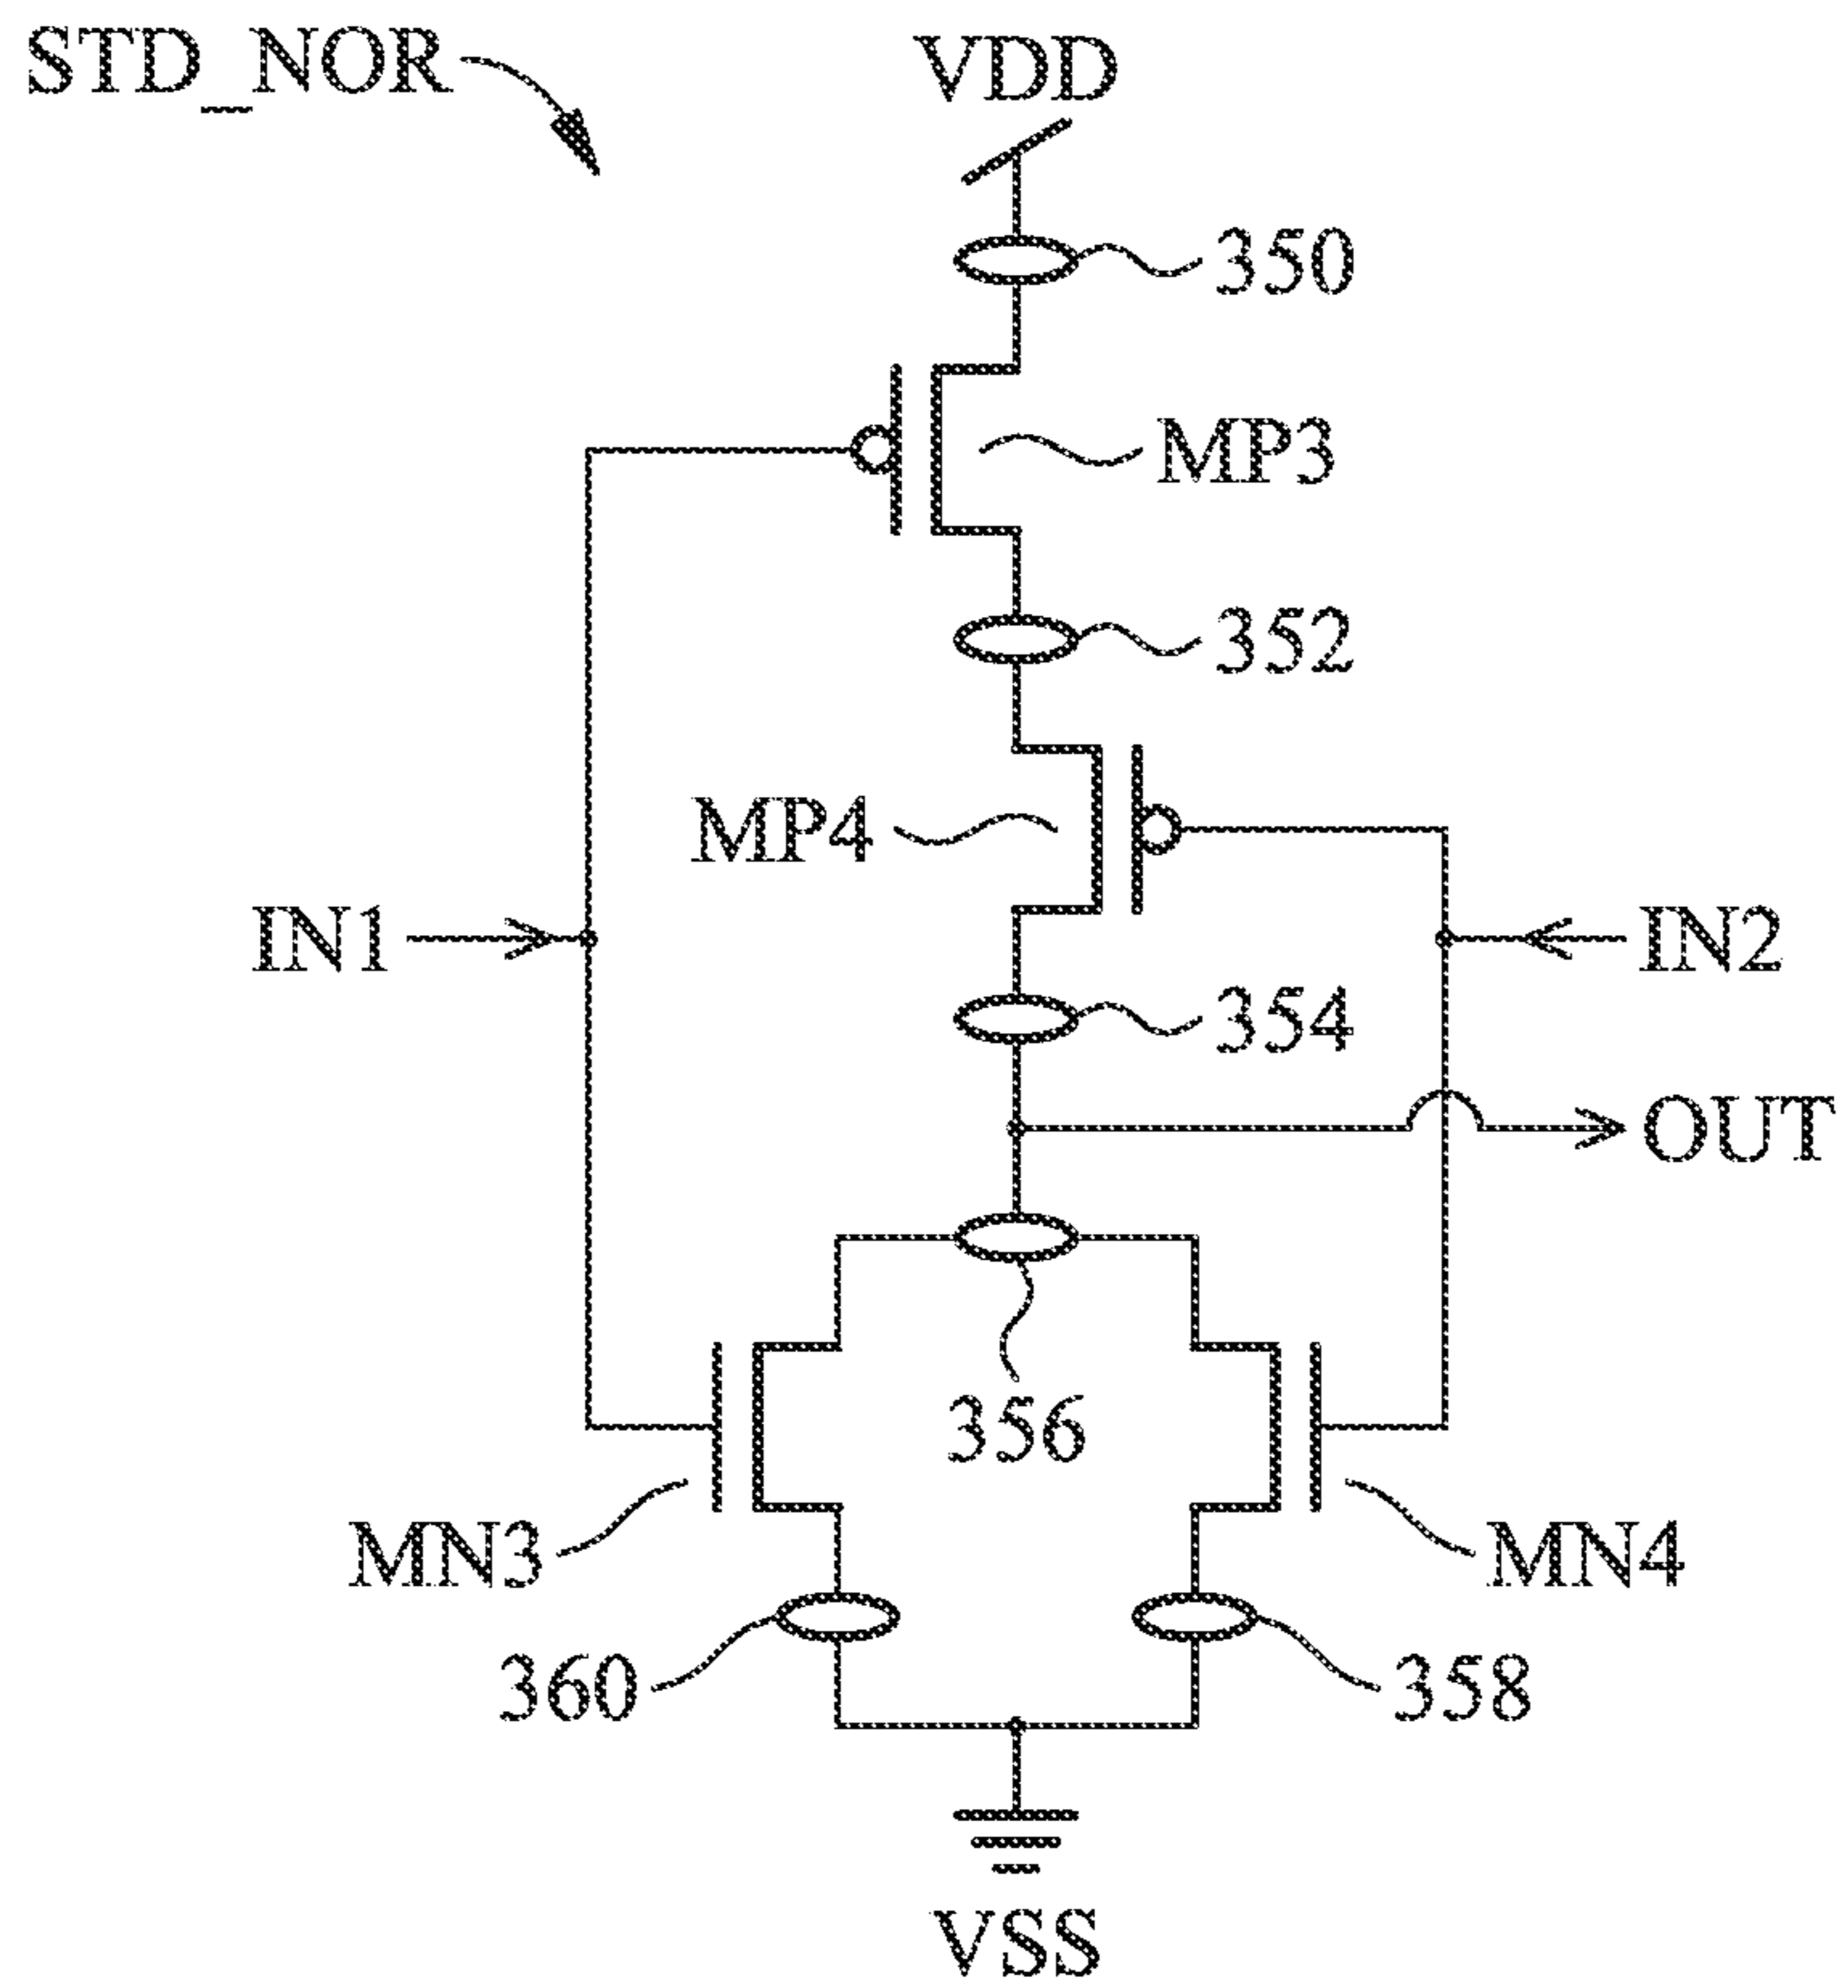 STD_NOR
VDD
350
MP3
352
MP4
IN1
IN2
354
OUT
356
MN3
MN4
360
358
VSS